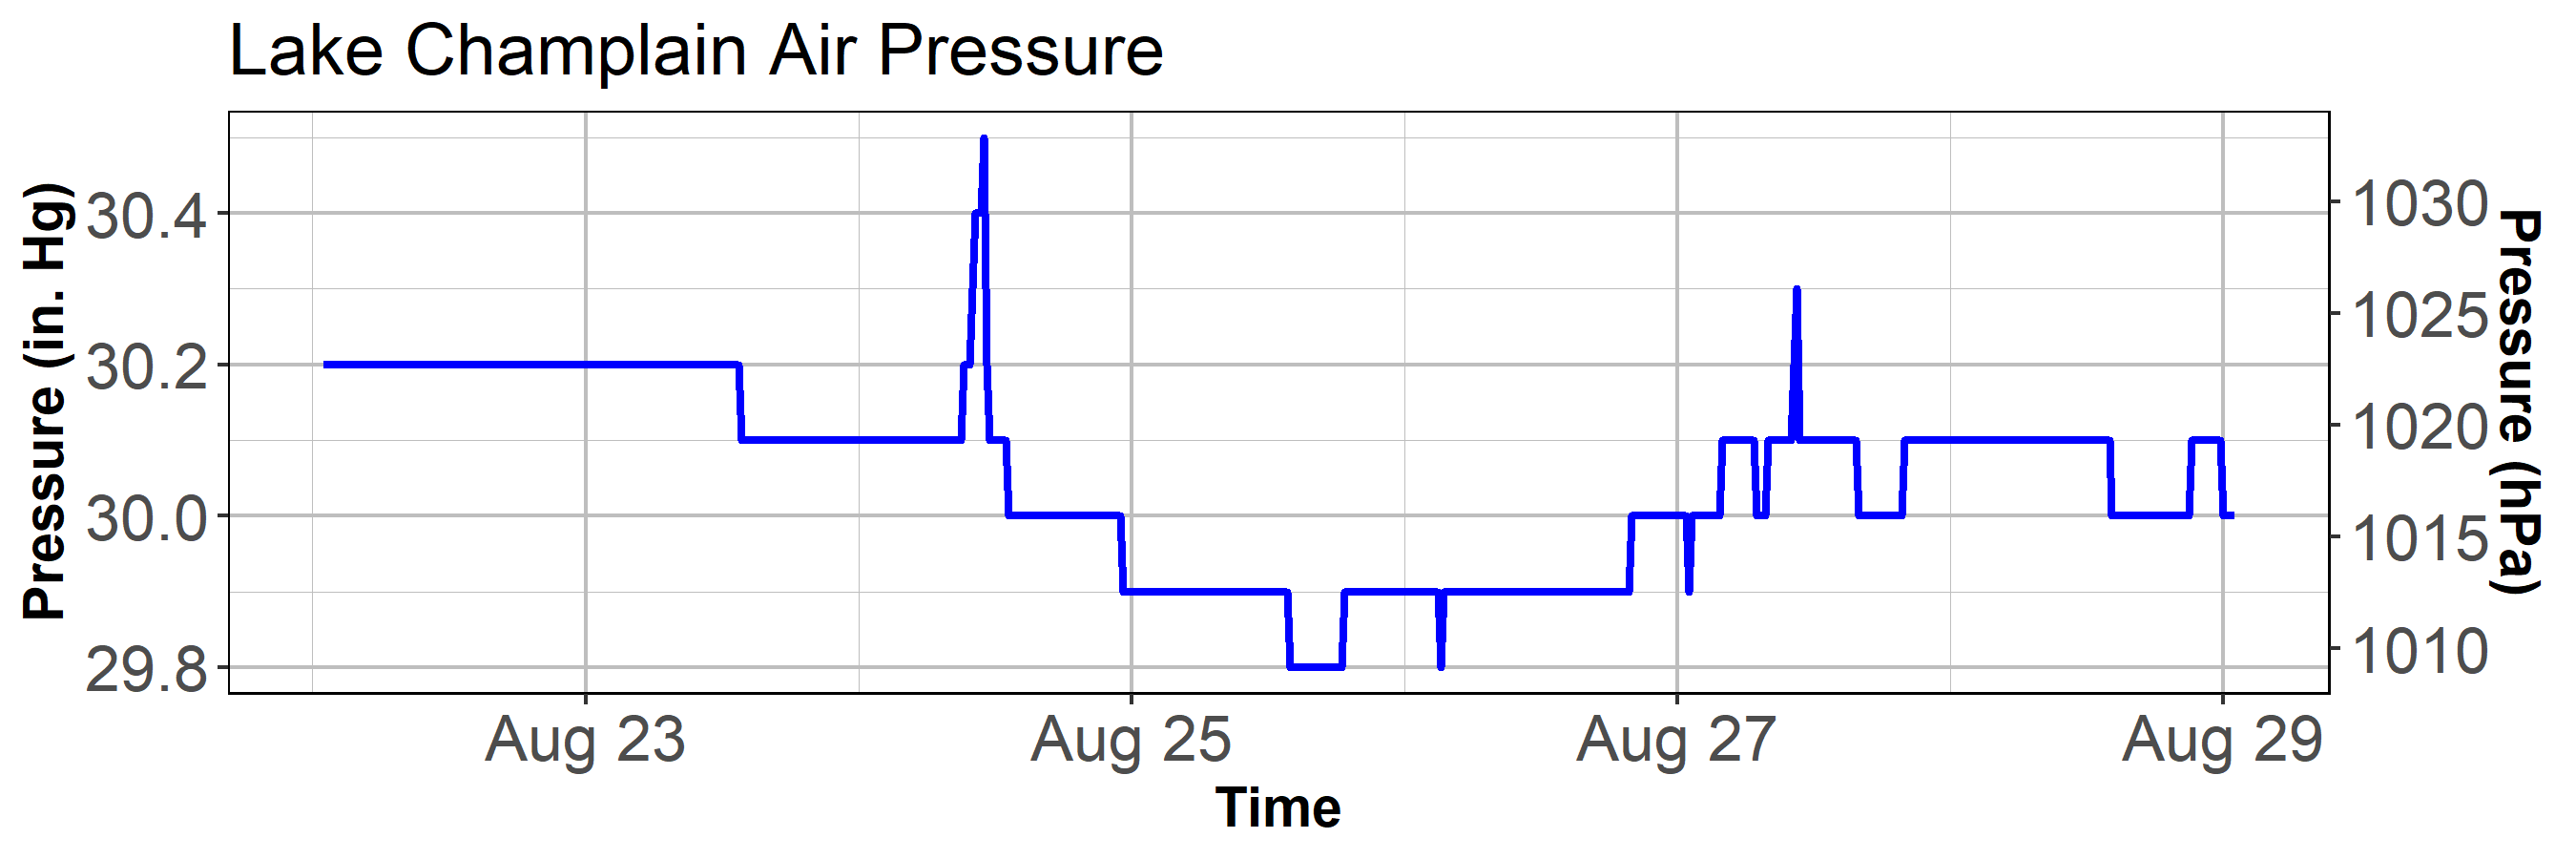 Lake Champlain Air Pressure
Pressure (in. Hg)
30.4
30.2
30.0
29.8
1030
1025
1020
1015
1010
Pressure (hPa)
Aug 23 Aug 25 Aug 27 Aug 29
Time